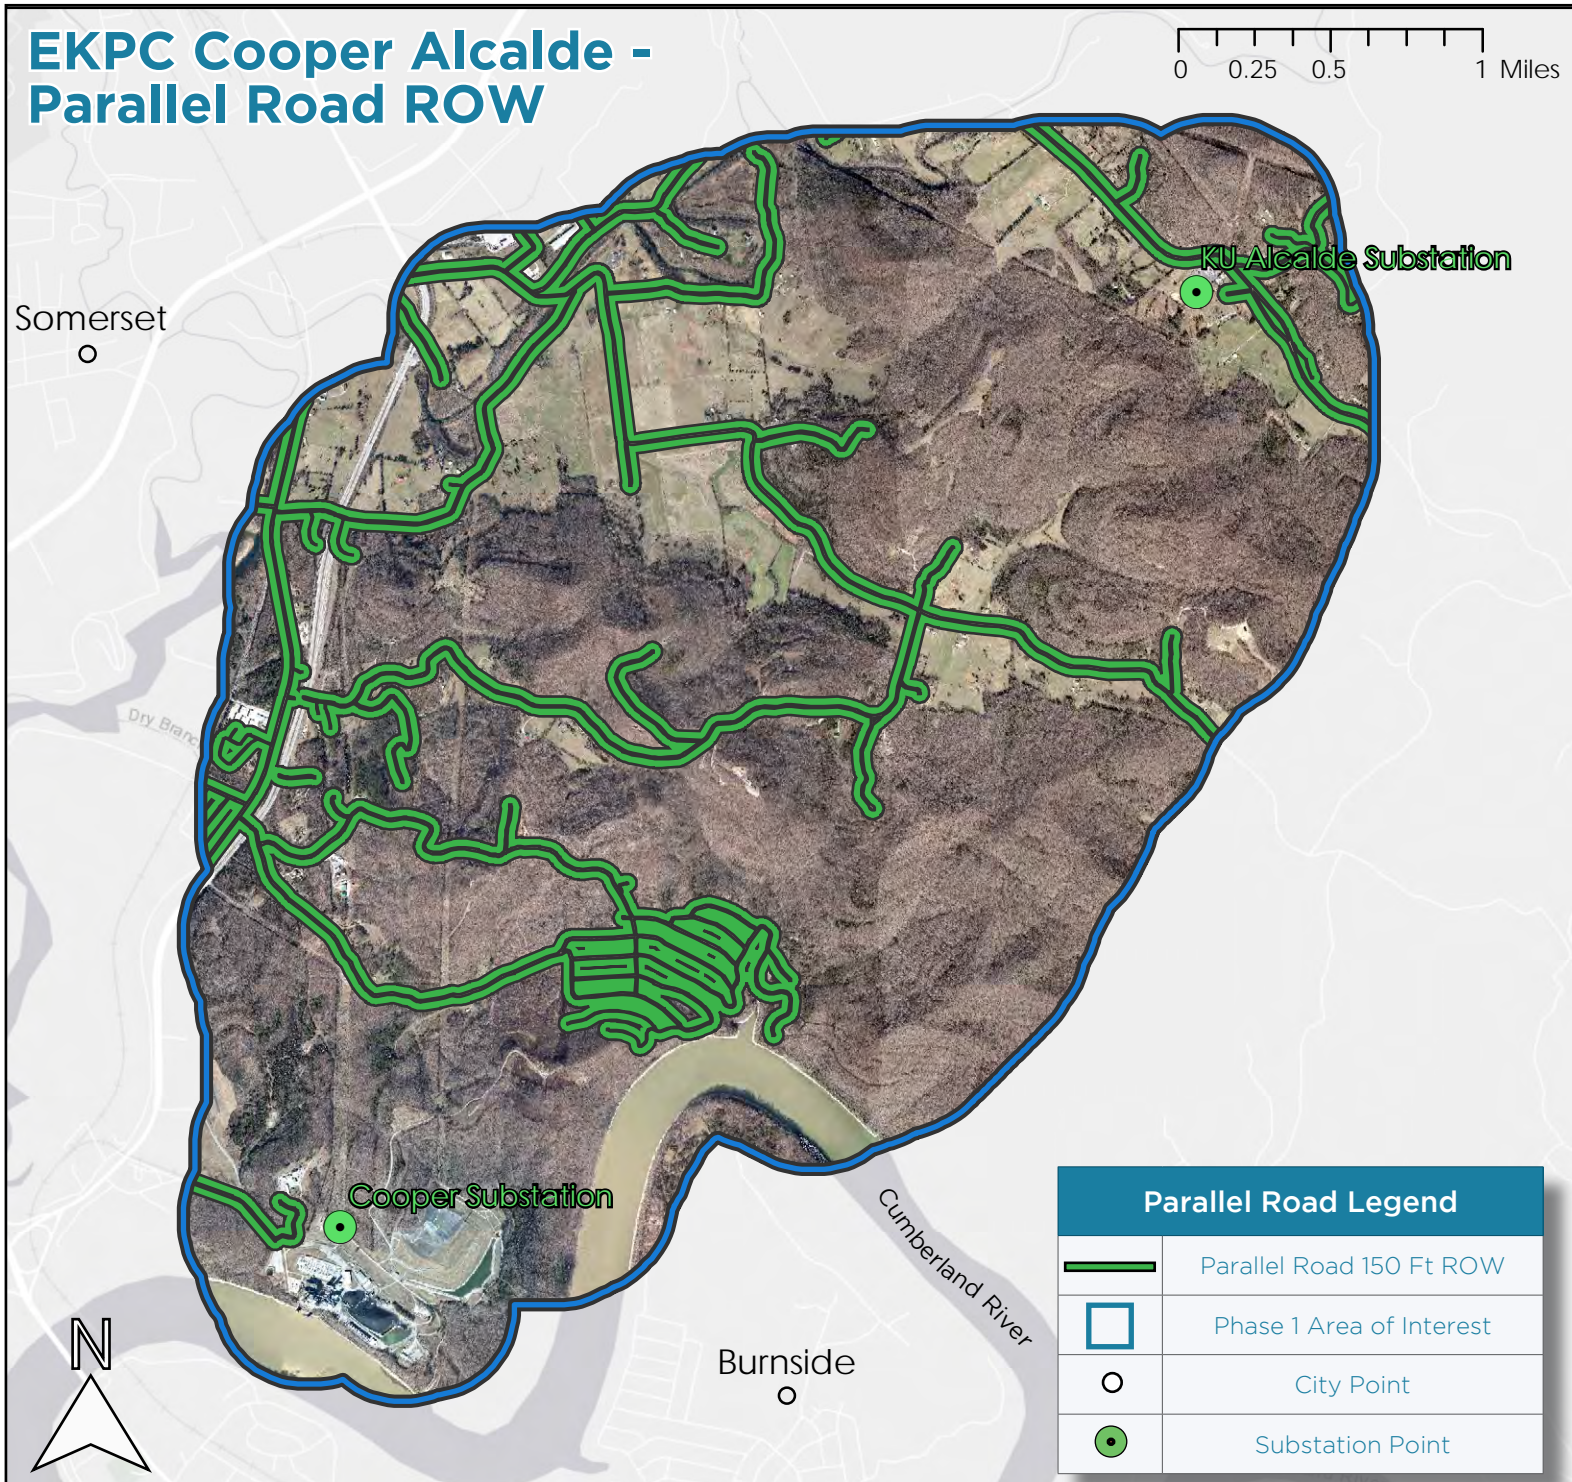 EKPC Cooper Alcalde -
Parallel Road ROW
0 0.25 0.5 1 Miles
KU Alcalde Substation
Somerset
Dry Branch
Cooper Substation
Cumberland River
Burnside
N
Parallel Road Legend
Parallel Road 150 Ft ROW
Phase 1 Area of Interest
City Point
Substation Point